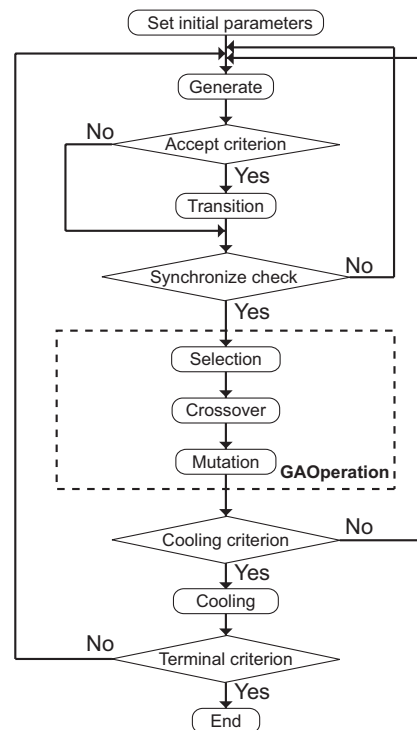 Set initial parameters
Generate
No
Accept criterion
Yes
Transition
Synchronize check
No
Yes
Selection
Crossover
Mutation
GAOperation
Cooling criterion
No
Yes
Cooling
No
Terminal criterion
Yes
End